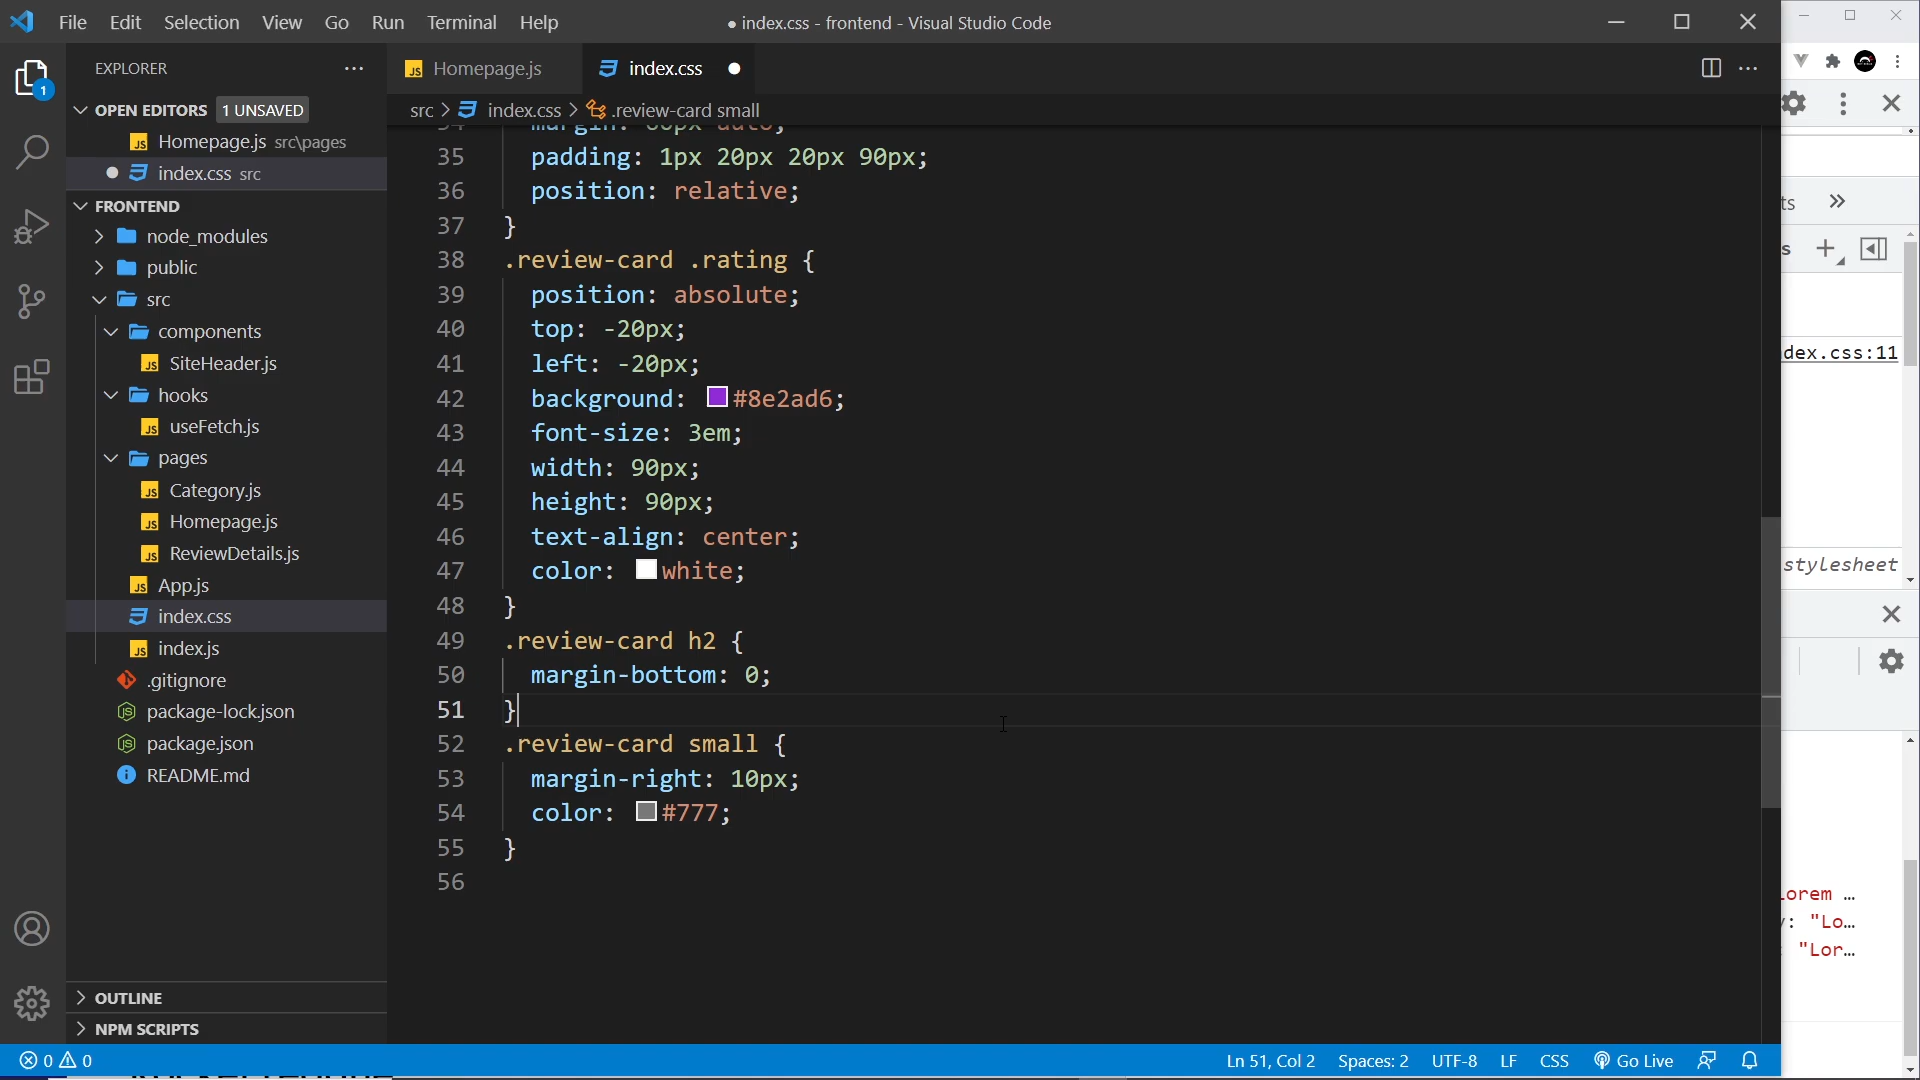 File Edit Selection View Go Run Terminal Help
● index.css - frontend - Visual Studio Code
EXPLORER
OPEN EDITORS 1 UNSAVED
Homepage.js src\pages
index.css src
FRONTEND
node_modules
public
src
components
SiteHeader.js
hooks
useFetch.js
pages
Category.js
Homepage.js
ReviewDetails.js
App.js
index.css
index.js
.gitignore
package-lock.json
package.json
README.md
OUTLINE
NPM SCRIPTS
1
Homepage.js
index.css
src > index.css > .review-card small
34 margin: 60px auto;
35 padding: 1px 20px 20px 90px;
36 position: relative;
37 }
38 .review-card .rating {
39 position: absolute;
40 top: -20px;
41 left: -20px;
42 background: #8e2ad6;
43 font-size: 3em;
44 width: 90px;
45 height: 90px;
46 text-align: center;
47 color: white;
48 }
49 .review-card h2 {
50 margin-bottom: 0;
51 }
52 .review-card small {
53 margin-right: 10px;
54 color: #777;
55 }
56
ts
s
dex.css:11
stylesheet
Lorem …
y: "Lo…
: "Lor…
0 0
Ln 51, Col 2 Spaces: 2 UTF-8 LF CSS Go Live